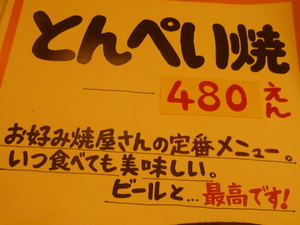 とんぺい焼
480えん
お好み焼屋さんの定番メニュー。
いつ食べても美味しい。
ビールと…最高です!